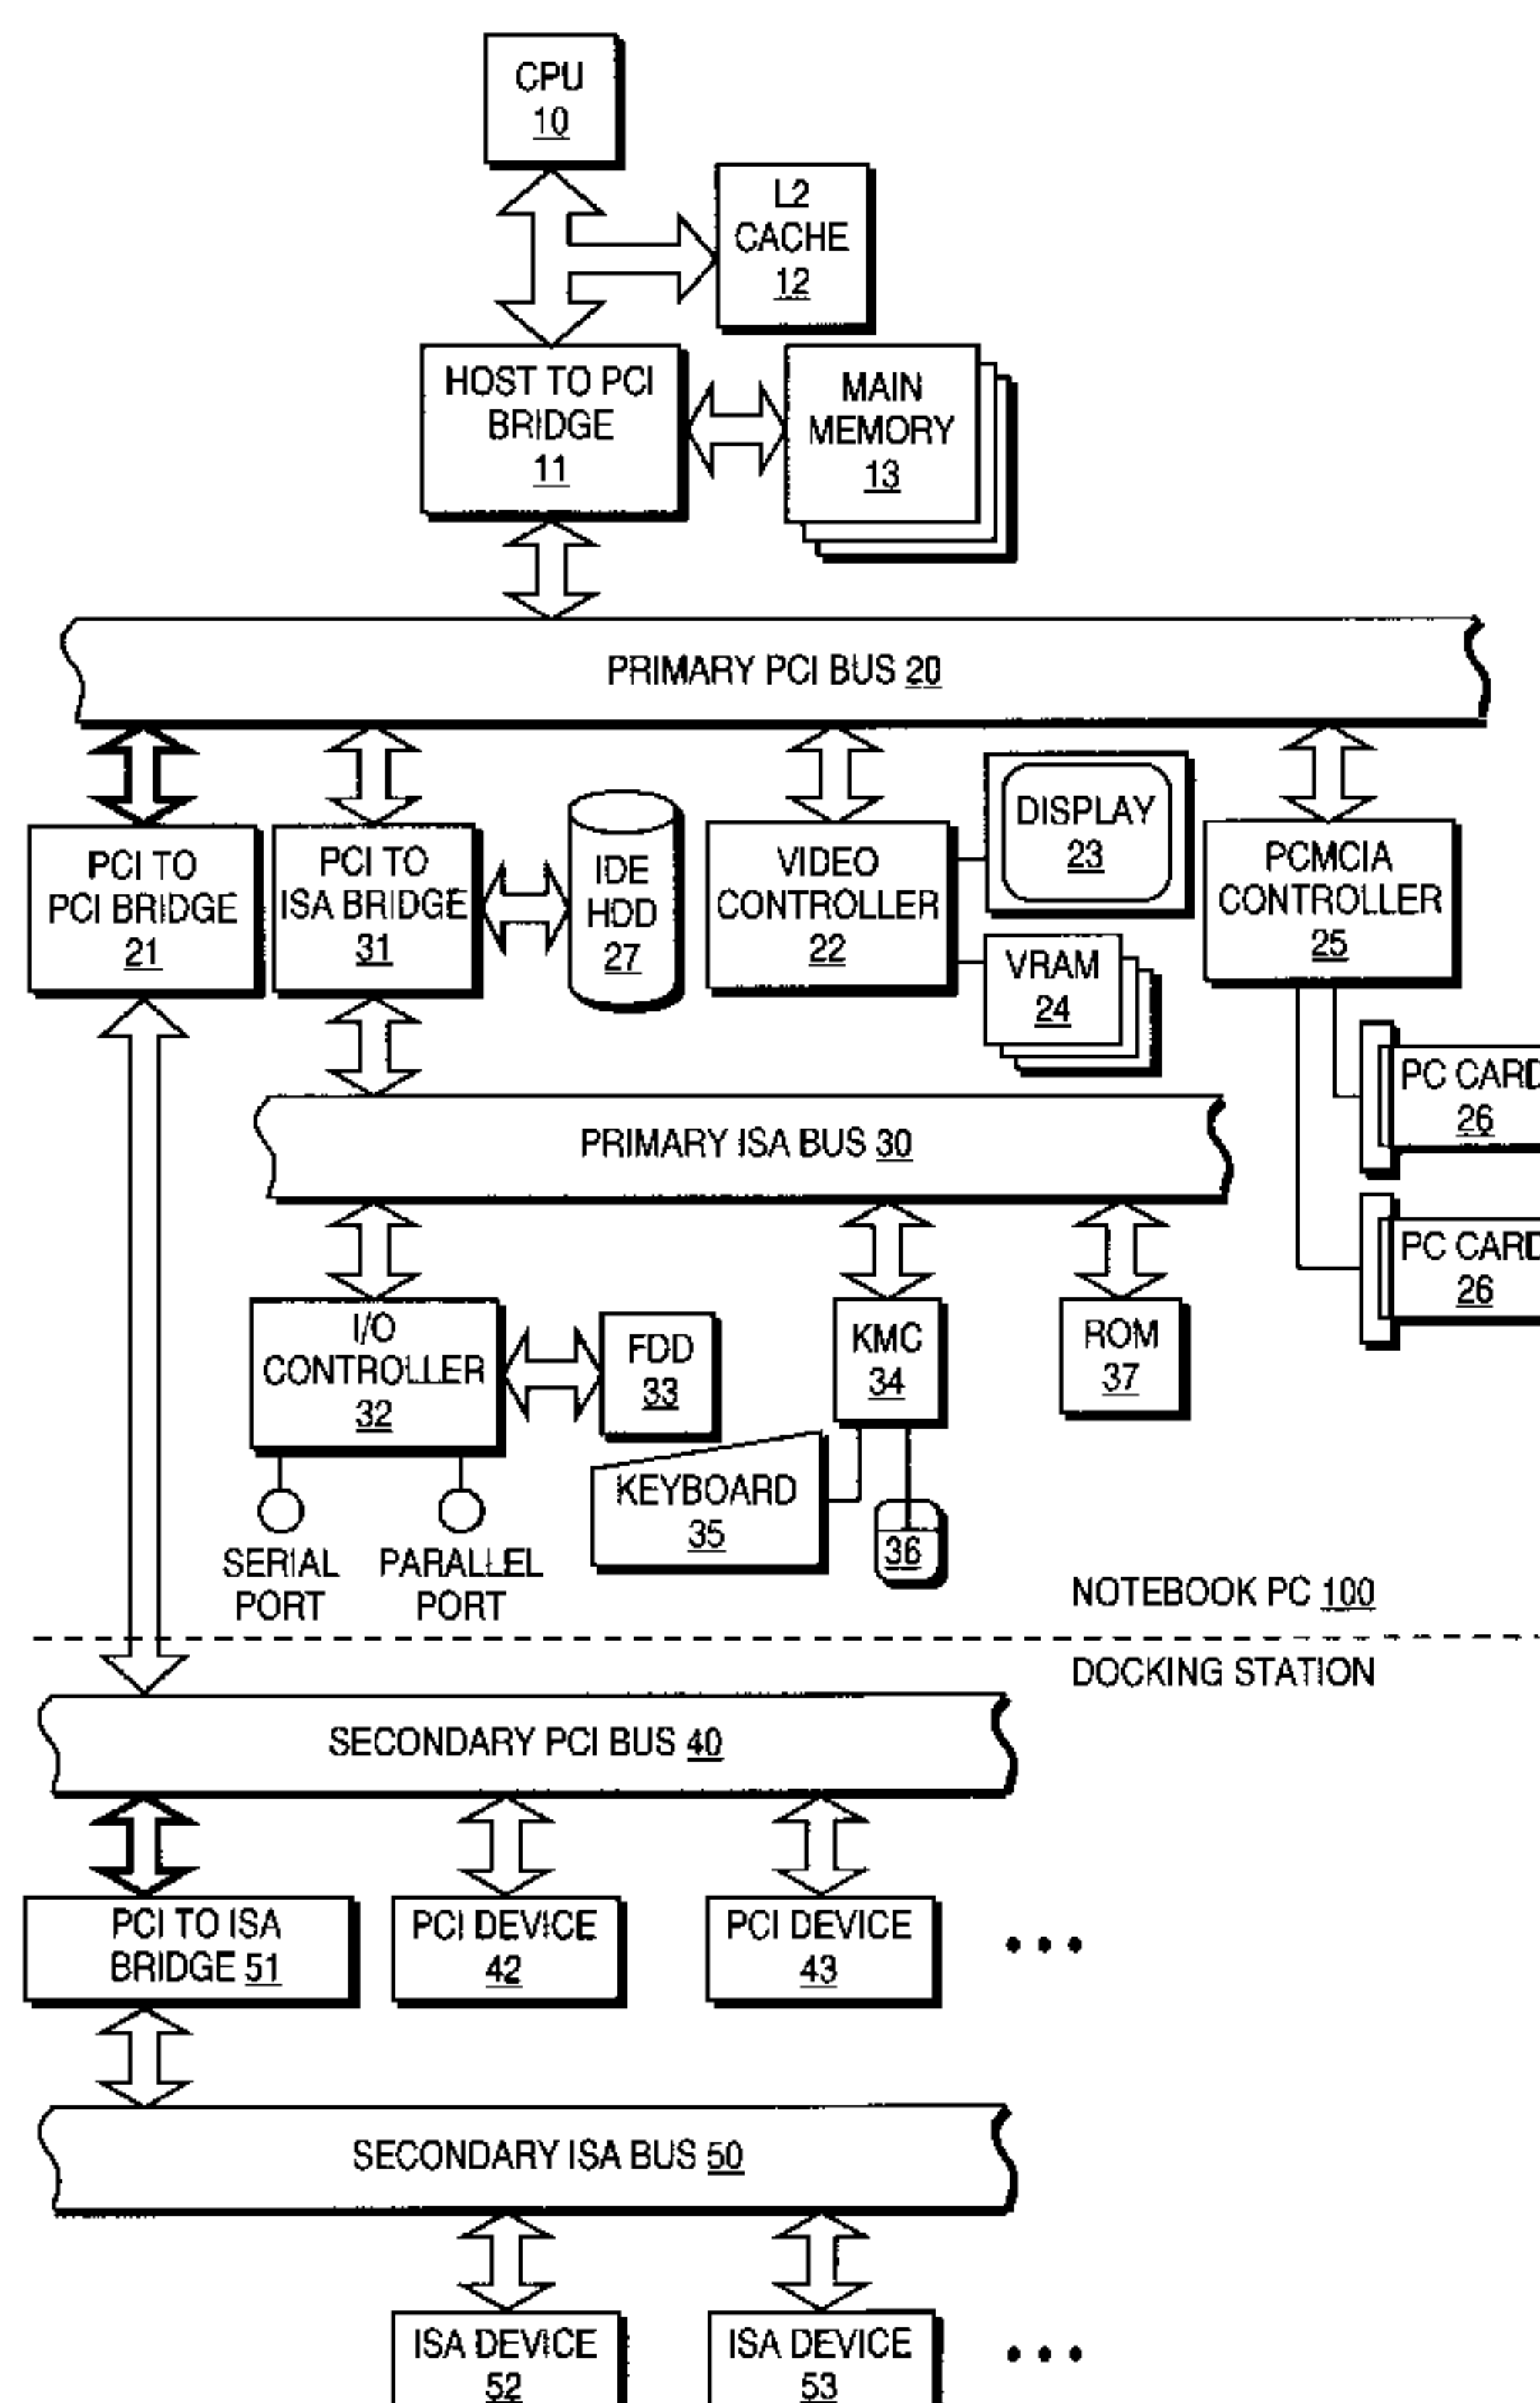 CPU
10
L2
CACHE
12
HOST TO PCI
BRIDGE
11
MAIN
MEMORY
13
PRIMARY PCI BUS 20
PCI TO
PCI BRIDGE
21
PCI TO
ISA BRIDGE
31
IDE
HDD
27
VIDEO
CONTROLLER
22
DISPLAY
23
VRAM
24
PCMCIA
CONTROLLER
25
PC CARD
26
PC CARD
26
PRIMARY ISA BUS 30
I/O
CONTROLLER
32
FDD
33
KMC
34
ROM
37
KEYBOARD
35
36
SERIAL
PORT
PARALLEL
PORT
NOTEBOOK PC 100
DOCKING STATION
SECONDARY PCI BUS 40
PCI TO ISA
BRIDGE 51
PCI DEVICE
42
PCI DEVICE
43
SECONDARY ISA BUS 50
ISA DEVICE
52
ISA DEVICE
53